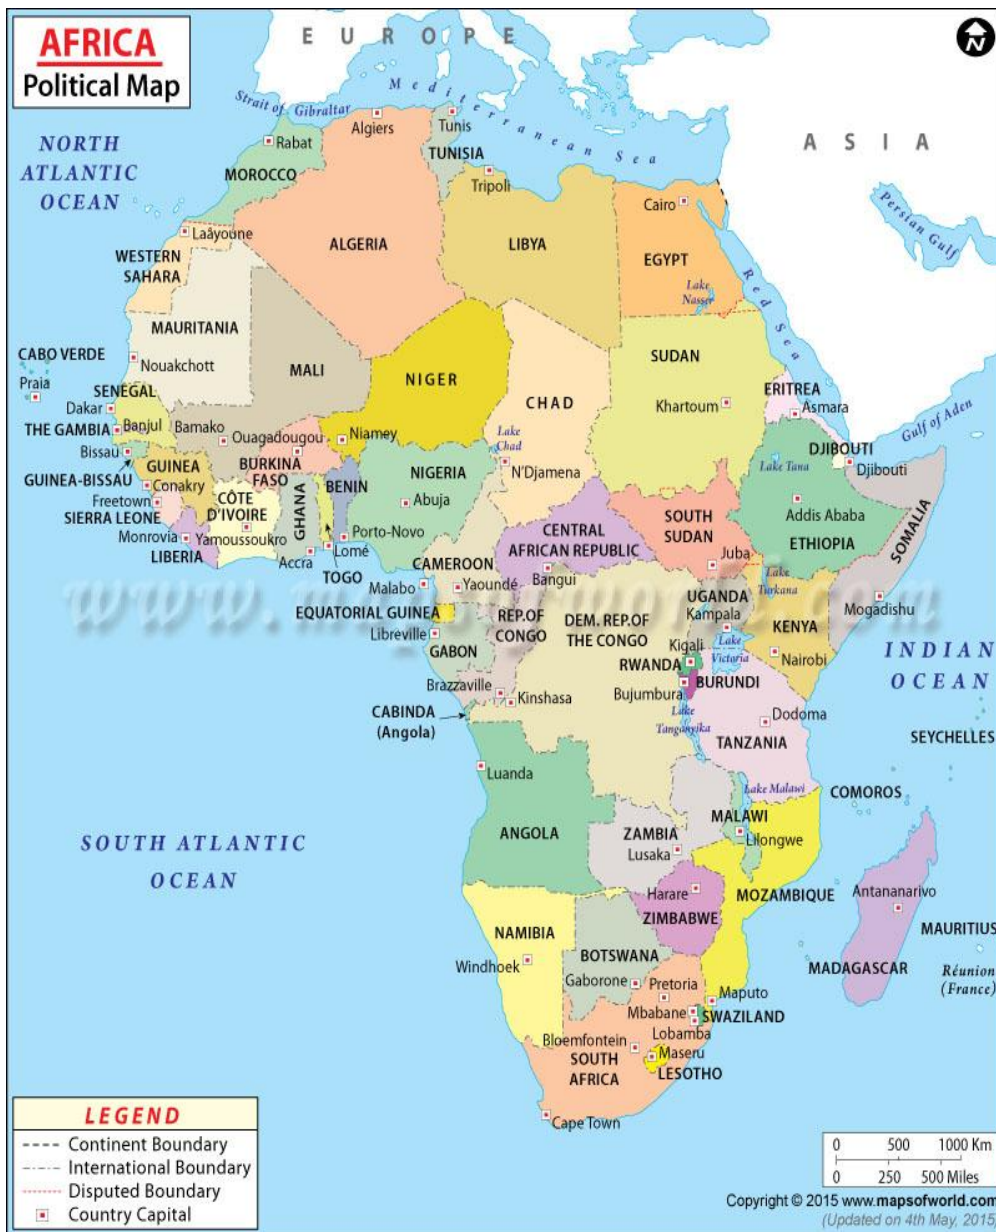 AFRICA
Political Map
EUROPE
N
ASIA
NORTH
ATLANTIC
OCEAN
Strait of Gibraltar
Mediterranean Sea
Persian Gulf
Red Sea
Gulf of Aden
Algiers
Tunis
Rabat
TUNISIA
MOROCCO
Tripoli
Cairo
Laâyoune
WESTERN
SAHARA
ALGERIA
LIBYA
EGYPT
Lake
Nasser
MAURITANIA
CABO VERDE
Praia
Nouakchott
MALI
NIGER
CHAD
SUDAN
Khartoum
ERITREA
Asmara
SENEGAL
Dakar
THE GAMBIA
Banjul
Bamako
Ouagadougou
Niamey
Lake
Chad
N'Djamena
Lake Tana
DJIBOUTI
Djibouti
Bissau
GUINEA-BISSAU
GUINEA
Conakry
BURKINA
FASO
BENIN
NIGERIA
Abuja
Freetown
SIERRA LEONE
CÔTE
D'IVOIRE
GHANA
Monrovia
Yamoussoukro
LIBERIA
Accra
Lomé
TOGO
Porto-Novo
CENTRAL
AFRICAN REPUBLIC
Bangui
SOUTH
SUDAN
Juba
Addis Ababa
ETHIOPIA
SOMALIA
CAMEROON
Malabo
Yaoundé
EQUATORIAL GUINEA
Libreville
GABON
REP.OF
CONGO
DEM. REP.OF
THE CONGO
UGANDA
Kampala
Lake
Turkana
KENYA
Nairobi
Mogadishu
Kigali
RWANDA
Lake
Victoria
BURUNDI
Bujumbura
Lake
Tanganyika
Brazzaville
Kinshasa
CABINDA
(Angola)
Dodoma
TANZANIA
INDIAN
OCEAN
SEYCHELLES
Luanda
ANGOLA
ZAMBIA
Lusaka
Lake Malawi
MALAWI
Lilongwe
COMOROS
SOUTH ATLANTIC
OCEAN
Harare
ZIMBABWE
MOZAMBIQUE
Antananarivo
MADAGASCAR
MAURITIUS
Réunion
(France)
NAMIBIA
Windhoek
BOTSWANA
Gaborone
Pretoria
Maputo
Mbabane
SWAZILAND
Lobamba
Bloemfontein
Maseru
SOUTH
AFRICA
LESOTHO
Cape Town
LEGEND
Continent Boundary
International Boundary
Disputed Boundary
Country Capital
0 500 1000 Km
0 250 500 Miles
Copyright © 2015 www.mapsofworld.com
(Updated on 4th May, 2015